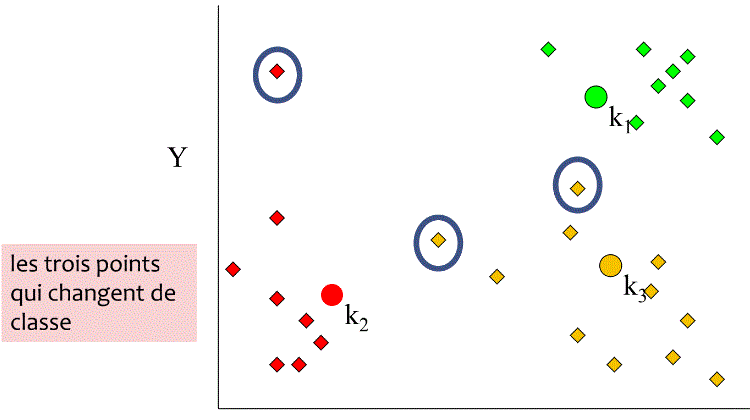 k₁
Y
les trois points
qui changent de
classe
k₃
k₂